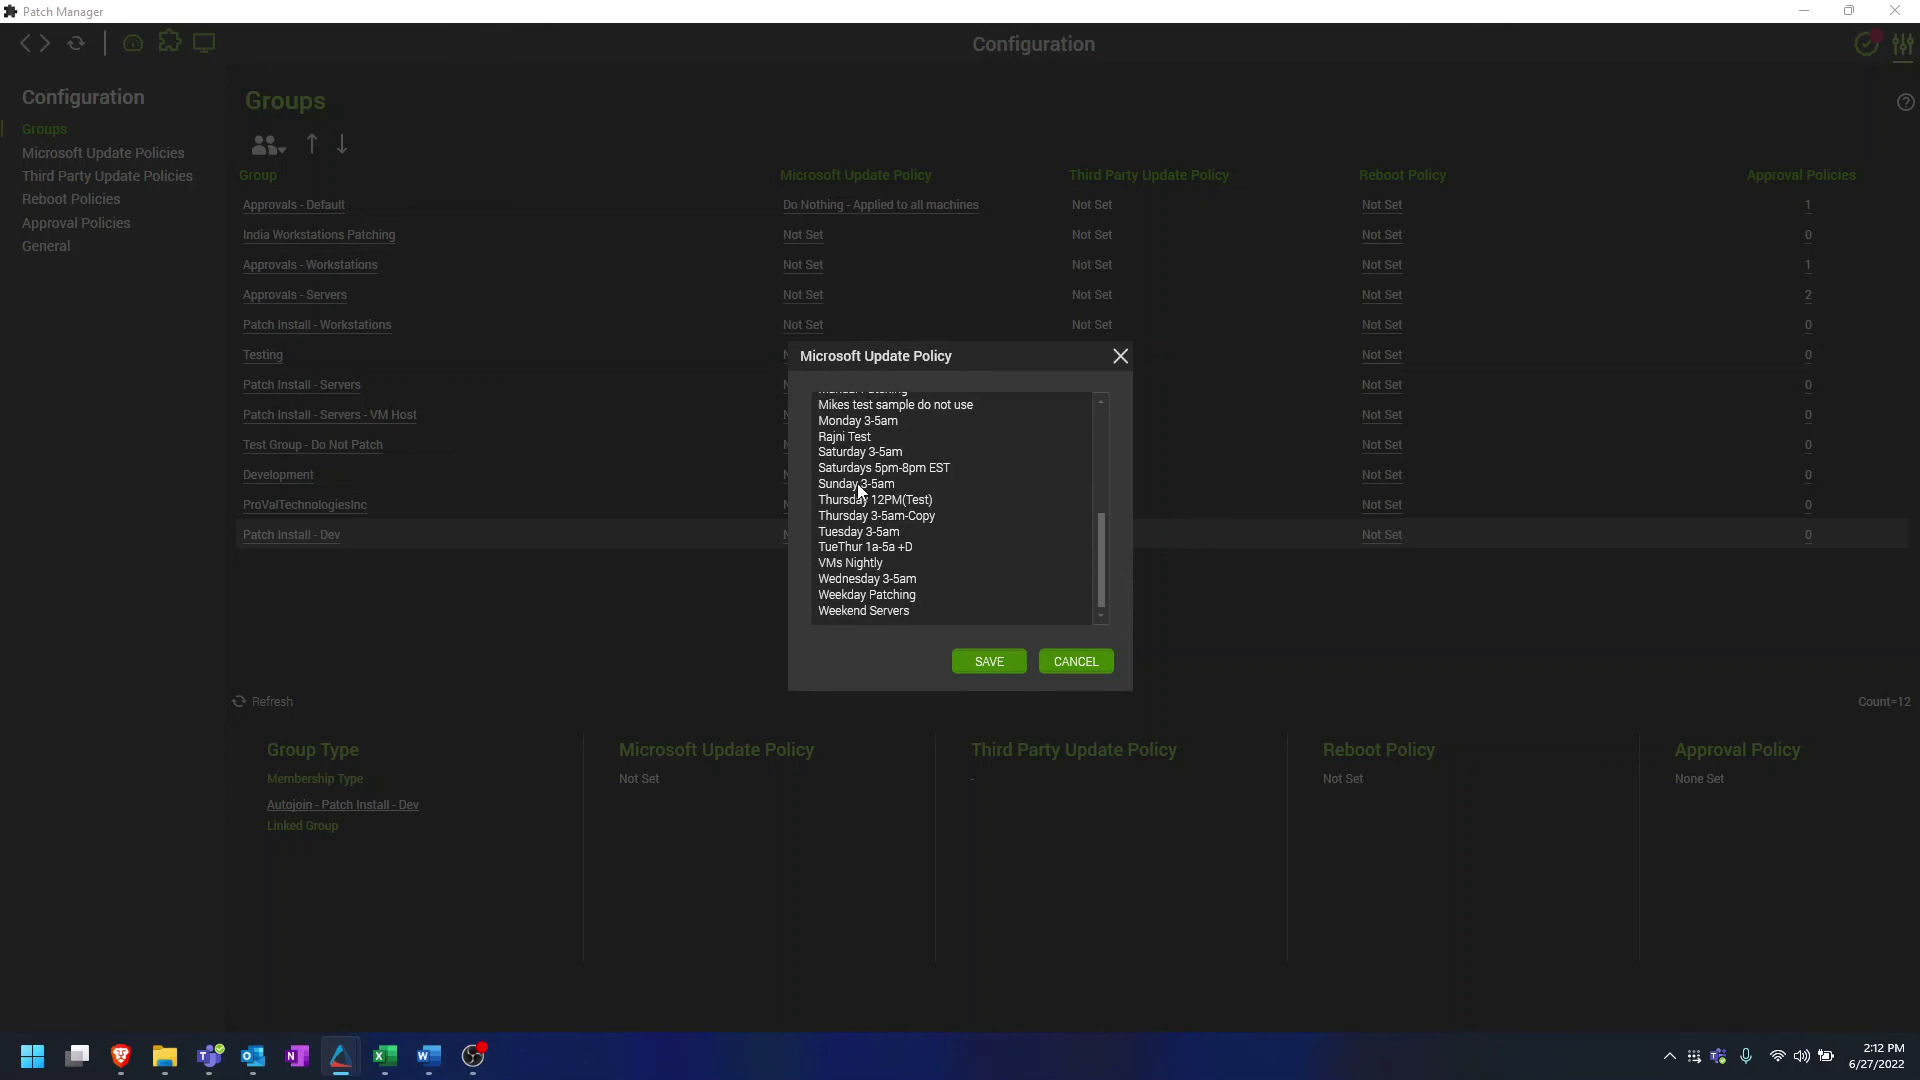 Patch Manager
Configuration
Configuration
Groups
Microsoft Update Policies
Third Party Update Policies
Reboot Policies
Approval Policies
General
Groups
Group Microsoft Update Policy Third Party Update Policy Reboot Policy Approval Policies
Approvals - Default Do Nothing - Applied to all machines Not Set Not Set 1
India Workstations Patching Not Set Not Set Not Set 0
Approvals - Workstations Not Set Not Set Not Set 1
Approvals - Servers Not Set Not Set Not Set 2
Patch Install - Workstations Not Set Not Set Not Set 0
Testing Not Set 0
Patch Install - Servers Not Set 0
Patch Install - Servers - VM Host Not Set 0
Test Group - Do Not Patch Not Set 0
Development Not Set 0
ProValTechnologiesInc Not Set 0
Patch Install - Dev Not Set 0
Microsoft Update Policy
Mikes test sample do not use
Monday 3-5am
Rajni Test
Saturday 3-5am
Saturdays 5pm-8pm EST
Sunday 3-5am
Thursday 12PM(Test)
Thursday 3-5am-Copy
Tuesday 3-5am
TueThur 1a-5a +D
VMs Nightly
Wednesday 3-5am
Weekday Patching
Weekend Servers
SAVE CANCEL
Refresh Count=12
Group Type
Membership Type
Autojoin - Patch Install - Dev
Linked Group
Microsoft Update Policy
Not Set
Third Party Update Policy
-
Reboot Policy
Not Set
Approval Policy
None Set
2:12 PM
6/27/2022